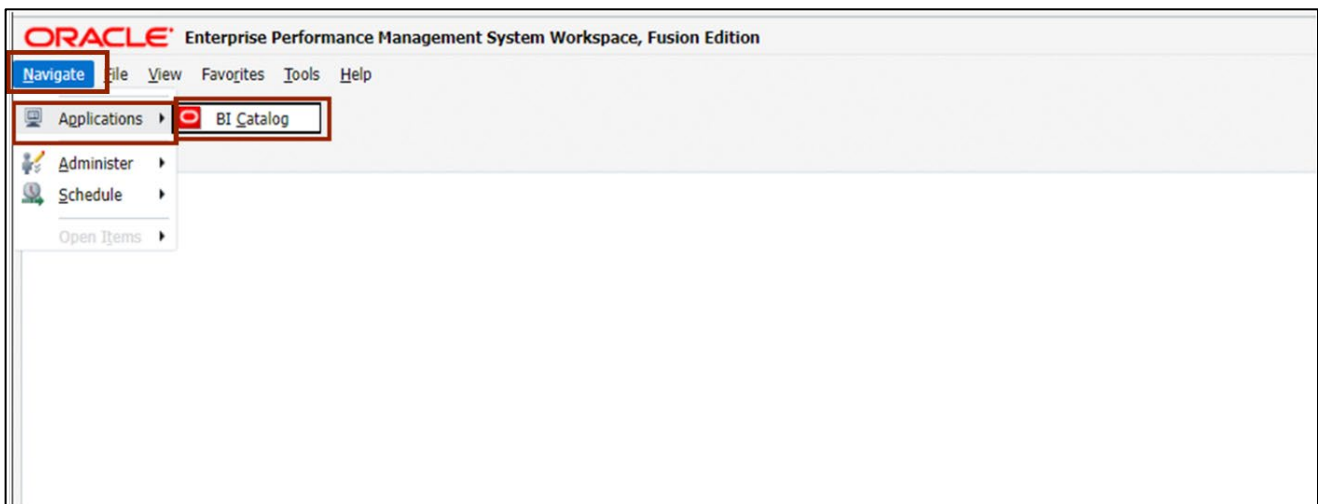 ORACLE' Enterprise Performance Management System Workspace, Fusion Edition
Navigate File View Favorites Tools Help
Applications BI Catalog
Administer
Schedule
Open Items